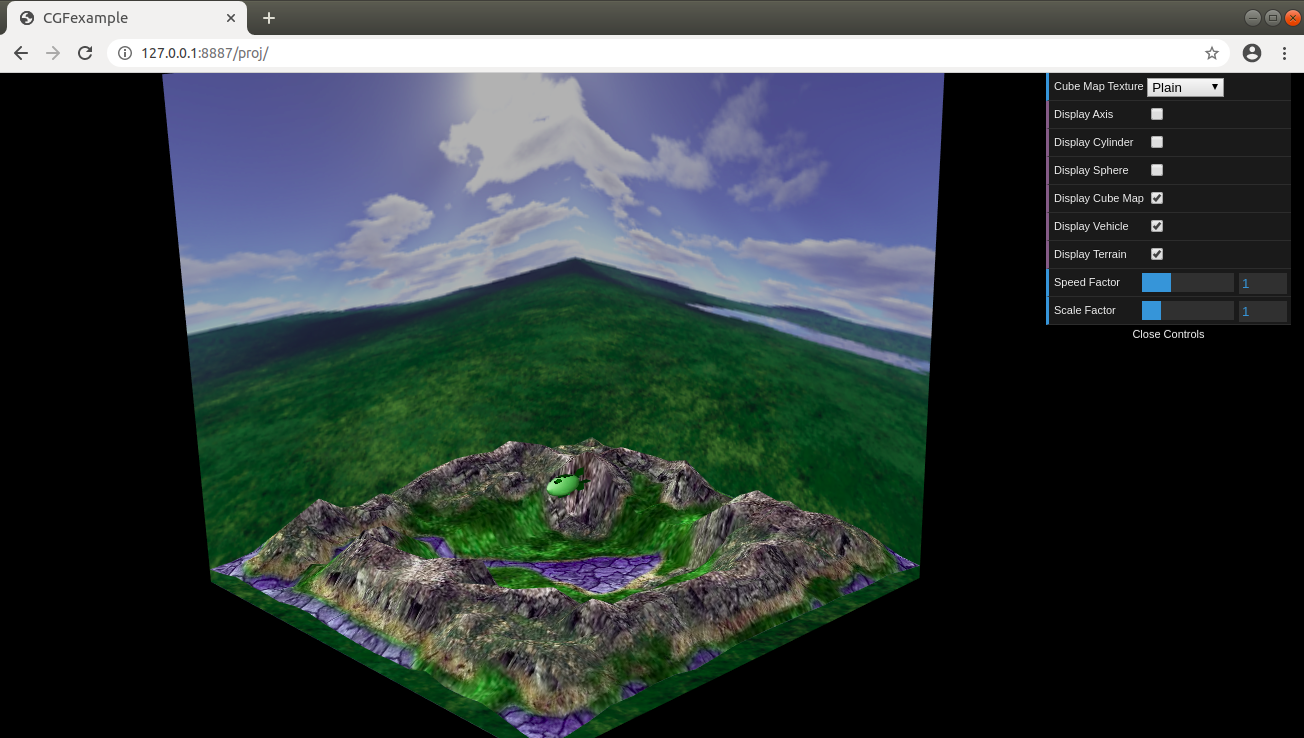 CGFexample
127.0.0.1:8887/proj/
Cube Map Texture Plain
Display Axis
Display Cylinder
Display Sphere
Display Cube Map
Display Vehicle
Display Terrain
Speed Factor 1
Scale Factor 1
Close Controls